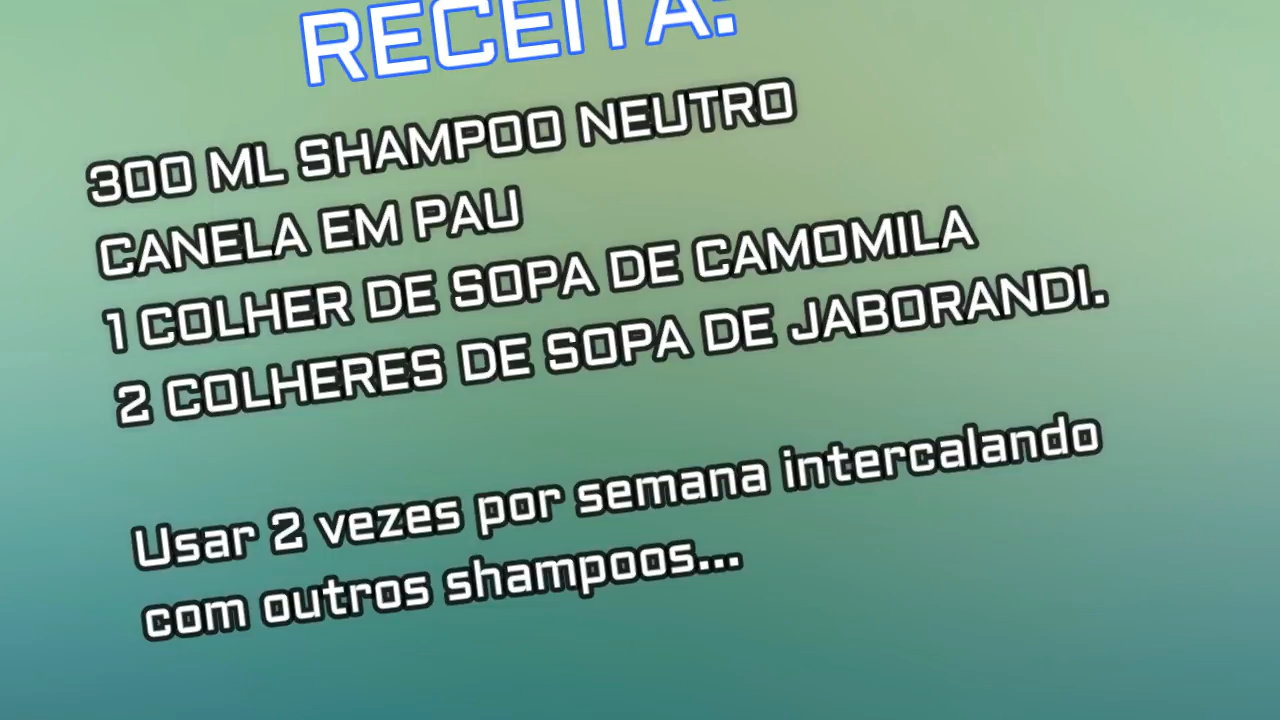 RECEITA:
300 ML SHAMPOO NEUTRO
CANELA EM PAU
1 COLHER DE SOPA DE CAMOMILA
2 COLHERES DE SOPA DE JABORANDI.
Usar 2 vezes por semana intercalando
com outros shampoos...